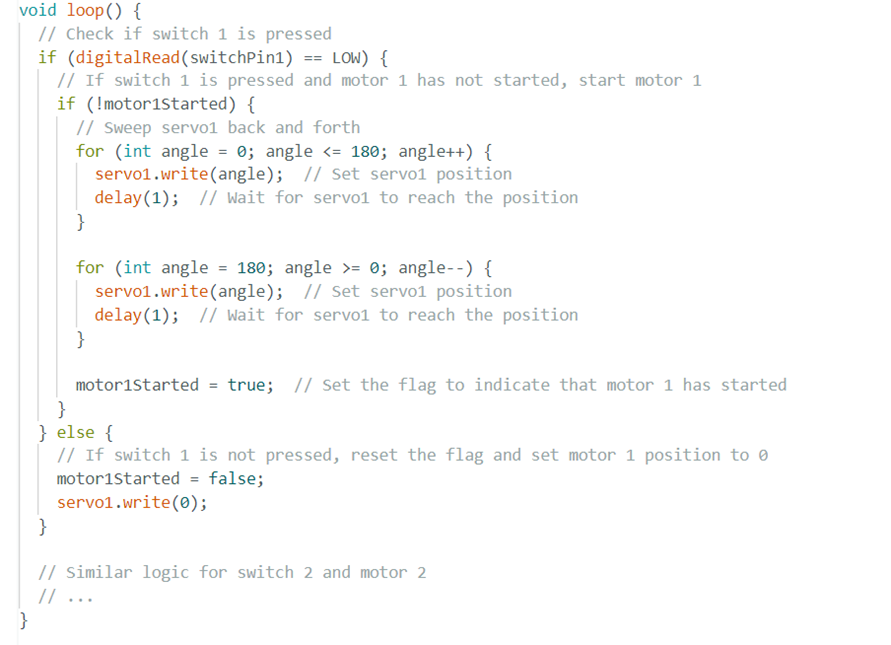 void loop() {
  // Check if switch 1 is pressed
  if (digitalRead(switchPin1) == LOW) {
    // If switch 1 is pressed and motor 1 has not started, start motor 1
    if (!motor1Started) {
      // Sweep servo1 back and forth
      for (int angle = 0; angle <= 180; angle++) {
        servo1.write(angle);  // Set servo1 position
        delay(1);  // Wait for servo1 to reach the position
      }

      for (int angle = 180; angle >= 0; angle--) {
        servo1.write(angle);  // Set servo1 position
        delay(1);  // Wait for servo1 to reach the position
      }

      motor1Started = true;  // Set the flag to indicate that motor 1 has started
    }
  } else {
    // If switch 1 is not pressed, reset the flag and set motor 1 position to 0
    motor1Started = false;
    servo1.write(0);
  }

  // Similar logic for switch 2 and motor 2
  // ...
}